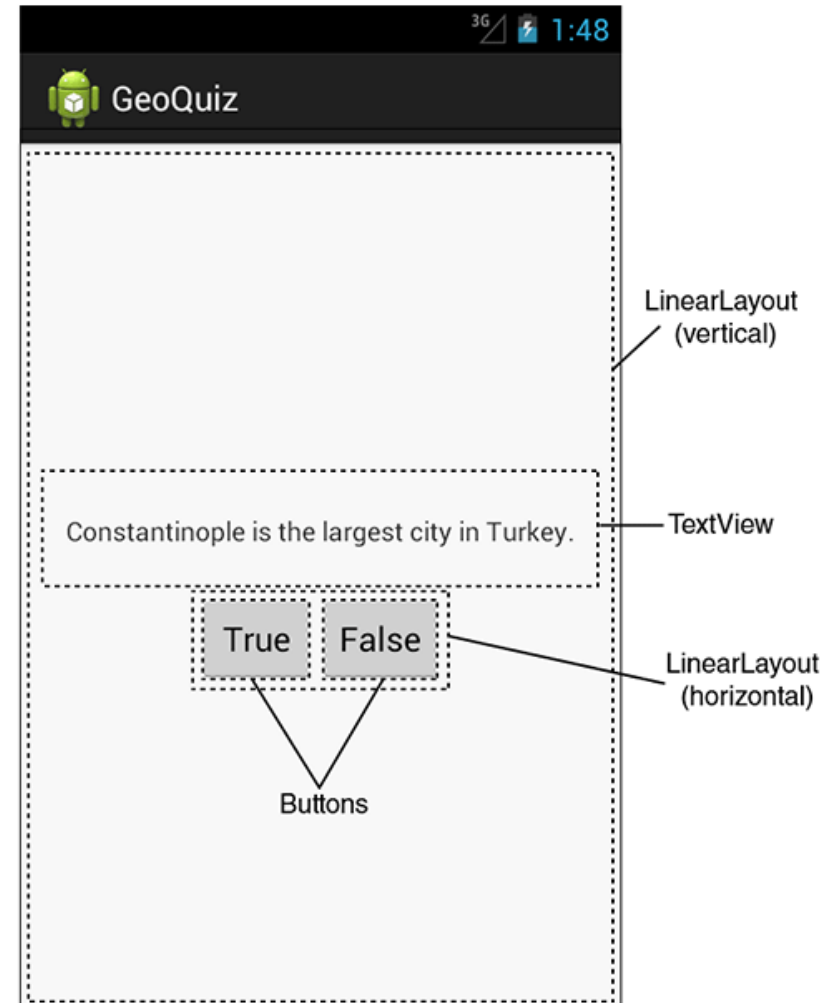 3G 1:48
GeoQuiz
LinearLayout
(vertical)
Constantinople is the largest city in Turkey.
TextView
True False
LinearLayout
(horizontal)
Buttons